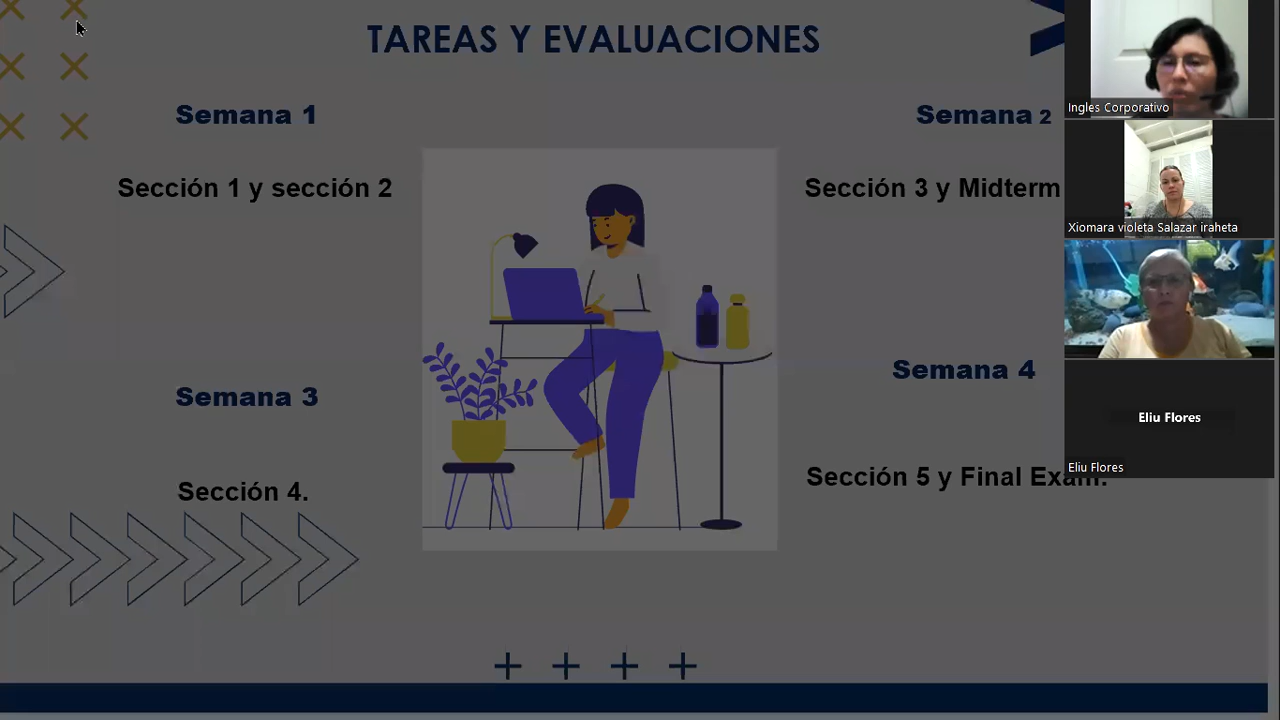 TAREAS Y EVALUACIONES
Semana 1
Semana 2
Sección 1 y sección 2
Sección 3 y Midterm
Semana 3
Semana 4
Sección 4.
Sección 5 y Final Exam.
Ingles Corporativo
Xiomara violeta Salazar iraheta
Eliu Flores
Eliu Flores